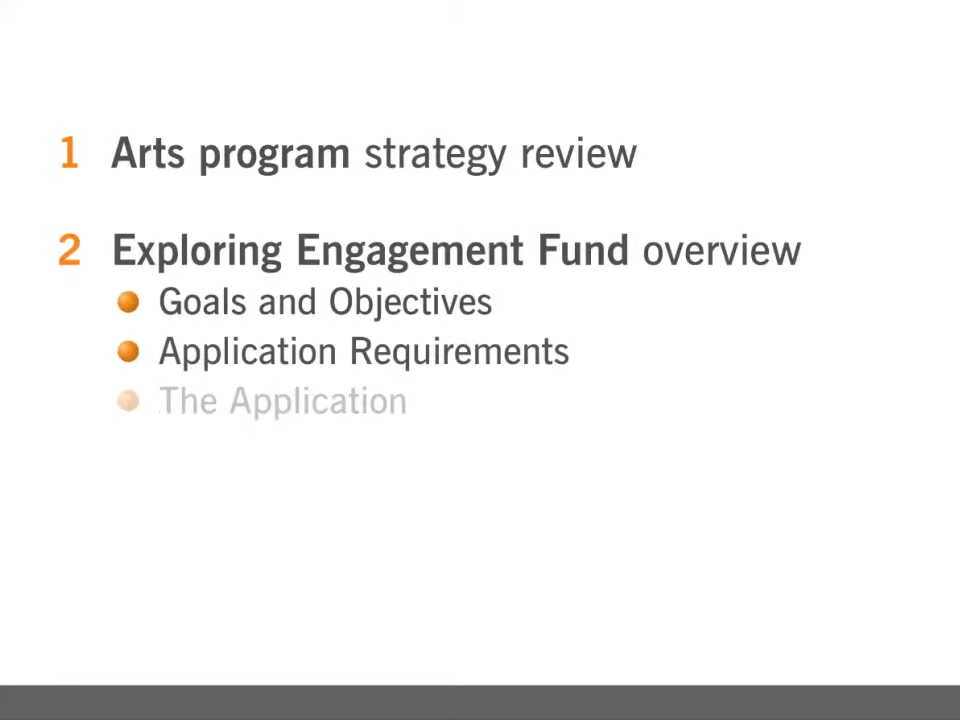 1 Arts program strategy review
2 Exploring Engagement Fund overview
Goals and Objectives
Application Requirements
The Application